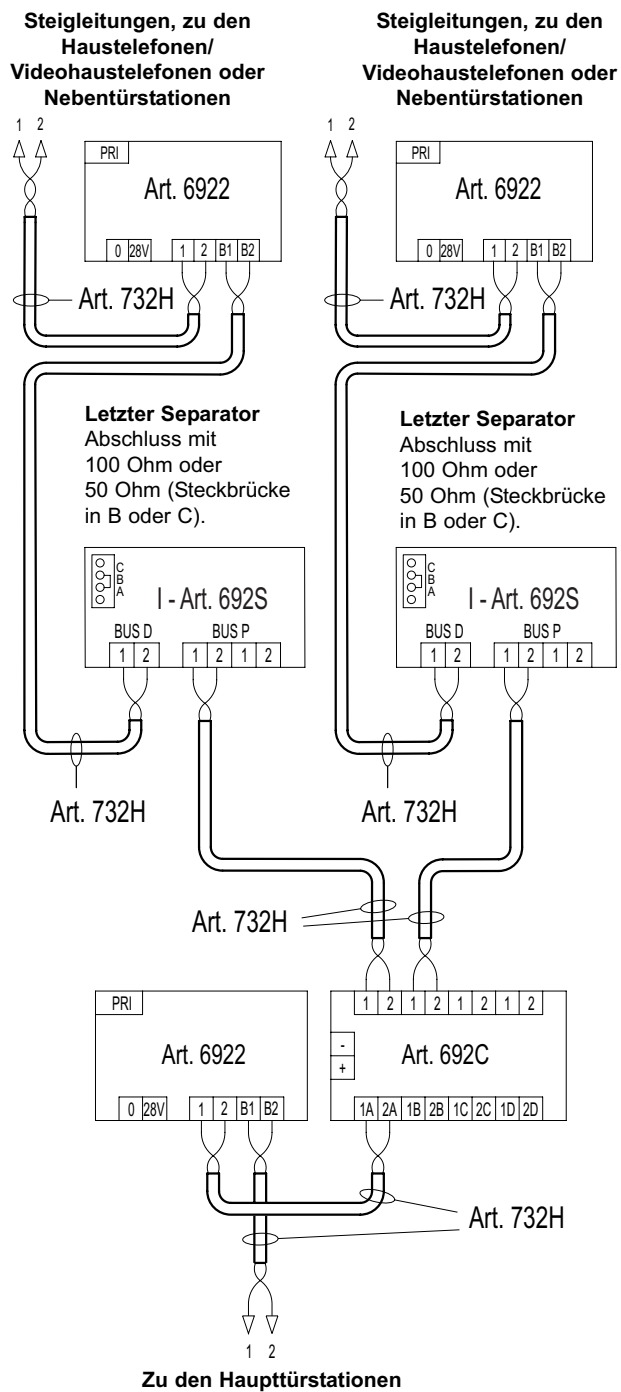 Steigleitungen, zu den
Haustelefonen/
Videohaustelefonen oder
Nebentürstationen
Steigleitungen, zu den
Haustelefonen/
Videohaustelefonen oder
Nebentürstationen
1 2
PRI
Art. 6922
0 28V 1 2 B1 B2
Art. 732H
1 2
PRI
Art. 6922
0 28V 1 2 B1 B2
Art. 732H
Letzter Separator
Abschluss mit
100 Ohm oder
50 Ohm (Steckbrücke
in B oder C).
Letzter Separator
Abschluss mit
100 Ohm oder
50 Ohm (Steckbrücke
in B oder C).
C
B
A
I - Art. 692S
BUS D BUS P
1 2 1 2 1 2
C
B
A
I - Art. 692S
BUS D BUS P
1 2 1 2 1 2
Art. 732H
Art. 732H
Art. 732H
PRI
Art. 6922
0 28V 1 2 B1 B2
1 2 1 2 1 2 1 2
-
+
Art. 692C
1A 2A 1B 2B 1C 2C 1D 2D
Art. 732H
1 2
Zu den Haupttürstationen